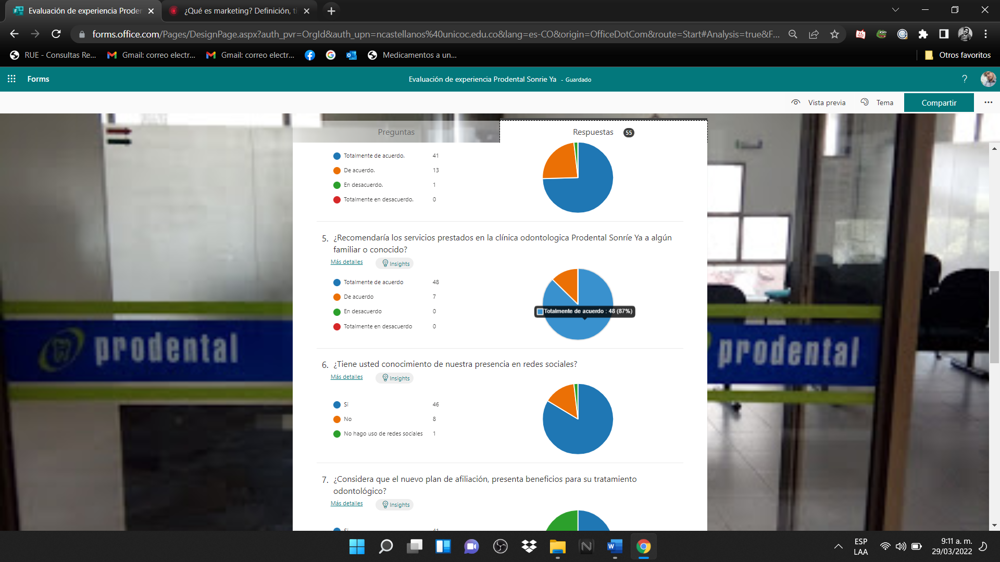 Evaluación de experiencia Proden
¿Qué es marketing? Definición, ti
forms.office.com/Pages/DesignPage.aspx?auth_pvr=OrgId&auth_upn=ncastellanos%40unicoc.edu.co&lang=es-CO&origin=OfficeDotCom&route=Start#Analysis=true&F...
RUE - Consultas Re...
Gmail: correo electr...
Gmail: correo electr...
Medicamentos a un...
Otros favoritos
Forms
Evaluación de experiencia Prodental Sonrie Ya - Guardado
?
Vista previa
Tema
Compartir
Preguntas
Respuestas 55
Totalmente de acuerdo. 41
De acuerdo. 13
En desacuerdo. 1
Totalmente en desacuerdo. 0
5. ¿Recomendaría los servicios prestados en la clínica odontologica Prodental Sonríe Ya a algún
familiar o conocido?
Más detalles
Insights
Totalmente de acuerdo 48
De acuerdo 7
En desacuerdo 0
Totalmente en desacuerdo 0
Totalmente de acuerdo : 48 (87%)
prodental
prodental
6. ¿Tiene usted conocimiento de nuestra presencia en redes sociales?
Más detalles
Insights
Si 46
No 8
No hago uso de redes sociales 1
7. ¿Considera que el nuevo plan de afiliación, presenta beneficios para su tratamiento
odontológico?
Más detalles
Insights
Si 41
ESP
LAA
9:11 a. m.
29/03/2022